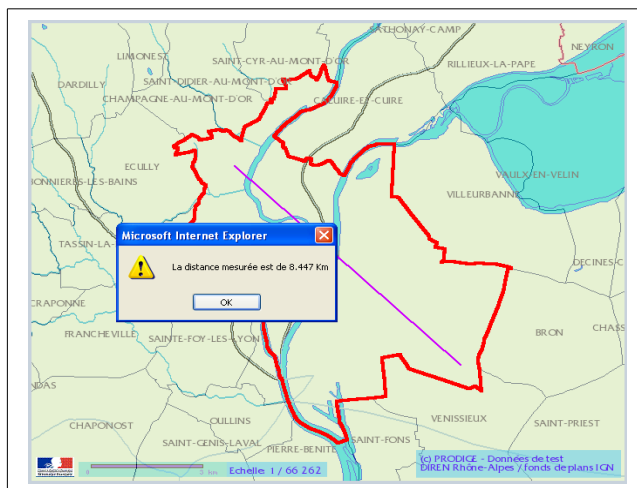 SATHONAY-CAMP
NEYRON
LIMONEST
SAINT-CYR-AU-MONT-D'OR
RILLIEUX-LA-PAPE
DARDILLY
SAINT-DIDIER-AU-MONT-D'OR
CHAMPAGNE-AU-MONT-D'OR
CALUIRE-ET-CUIRE
ECULLY
VAULX-EN-VELIN
ONNIERES-LES-BAINS
VILLEURBANNE
Microsoft Internet Explorer
TASSIN-LA-
La distance mesurée est de 8.447 Km
DECINES-C
OK
CRAPONNE
FRANCHEVILLE
SAINTE-FOY-LES-LYON
BRON
CHASS
DAS
CHAPONOST
OULLINS
VENISSIEUX
SAINT-PRIEST
SAINT-GENIS-LAVAL
SAINT-FONS
PIERRE-BENITE
(c) PRODIGE - Données de test
Echelle 1 / 66 262
DIREN Rhône-Alpes / fonds de plans IGN